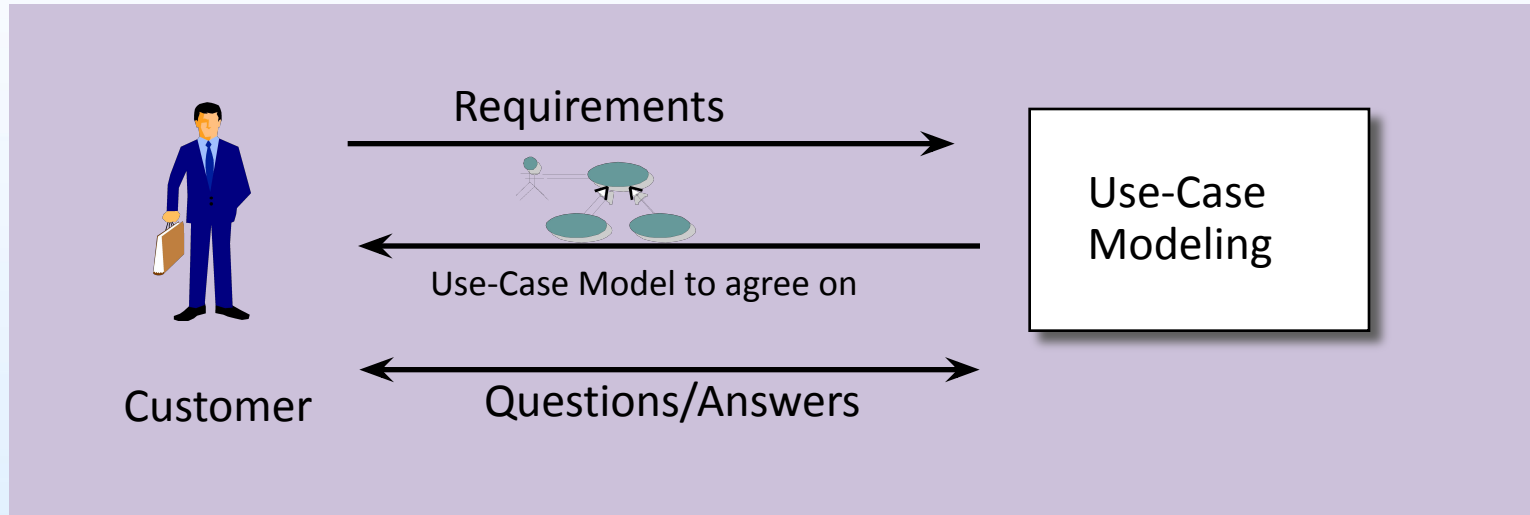 Requirements
Use-Case
Modeling
Use-Case Model to agree on
Customer
Questions/Answers